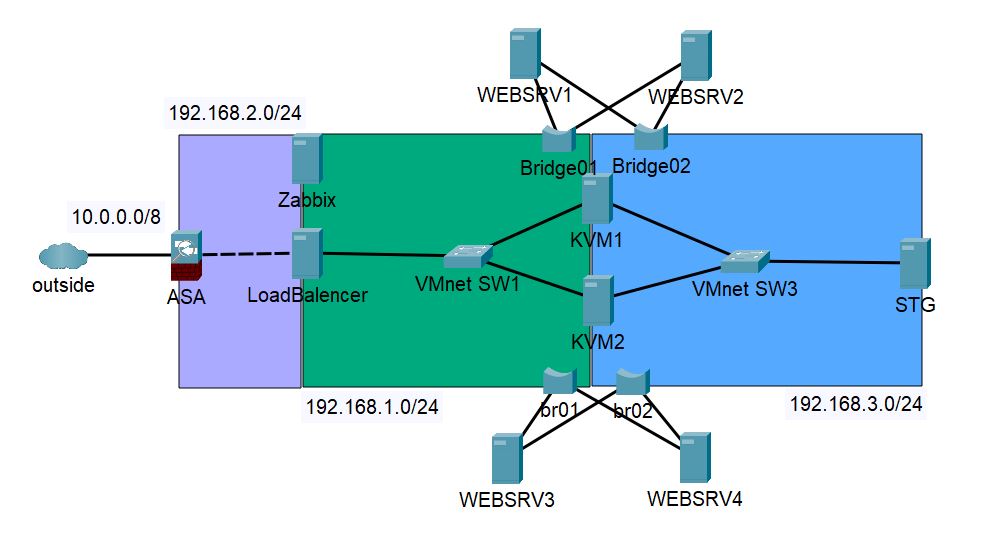 WEBSRV1
WEBSRV2
192.168.2.0/24
Bridge01
Bridge02
Zabbix
10.0.0.0/8
KVM1
outside
ASA
LoadBalencer
VMnet SW1
VMnet SW3
STG
KVM2
192.168.1.0/24
br01
br02
192.168.3.0/24
WEBSRV3
WEBSRV4